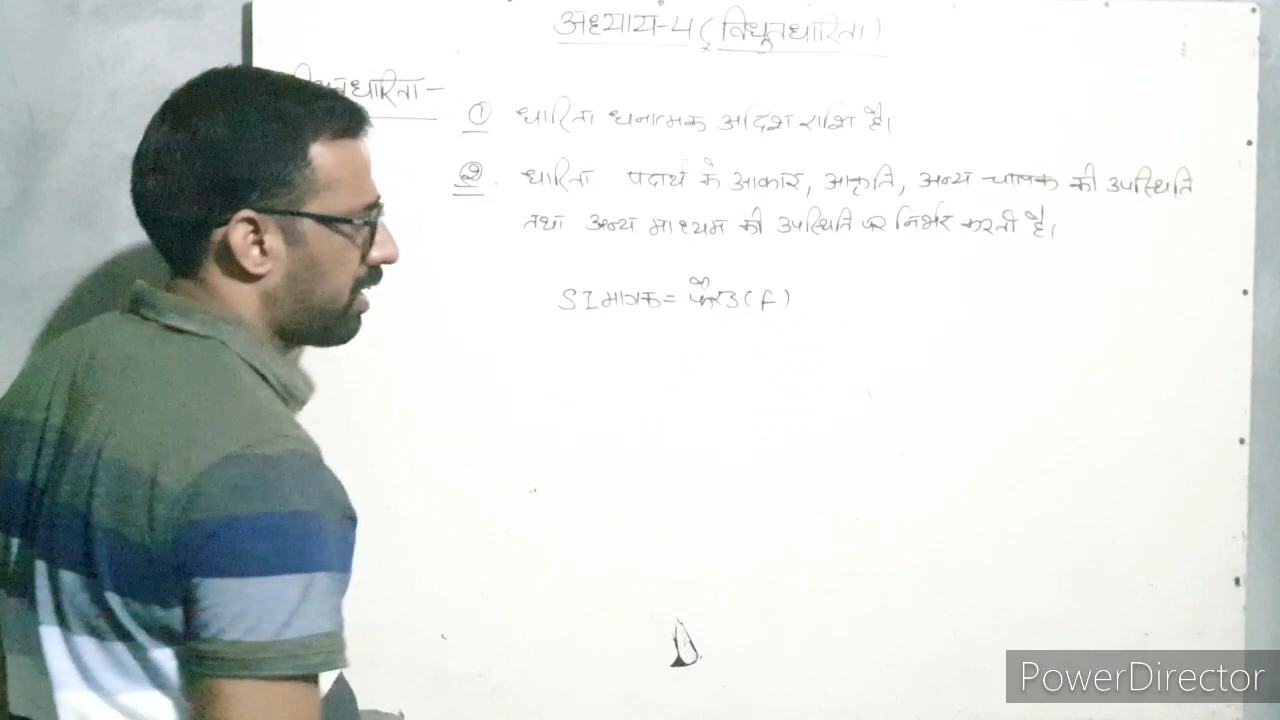 अध्याय-4 (विधुतधारिता)
धारिता-
① धारिता धनात्मक अदिश राशि है।
② धारिता पदार्थ के आकार, आकृति, अन्य चालक की उपस्थिति
तथा अन्य माध्यम की उपस्थिति पर निर्भर करती है।
SI मात्रक = फैरड (F)
PowerDirector